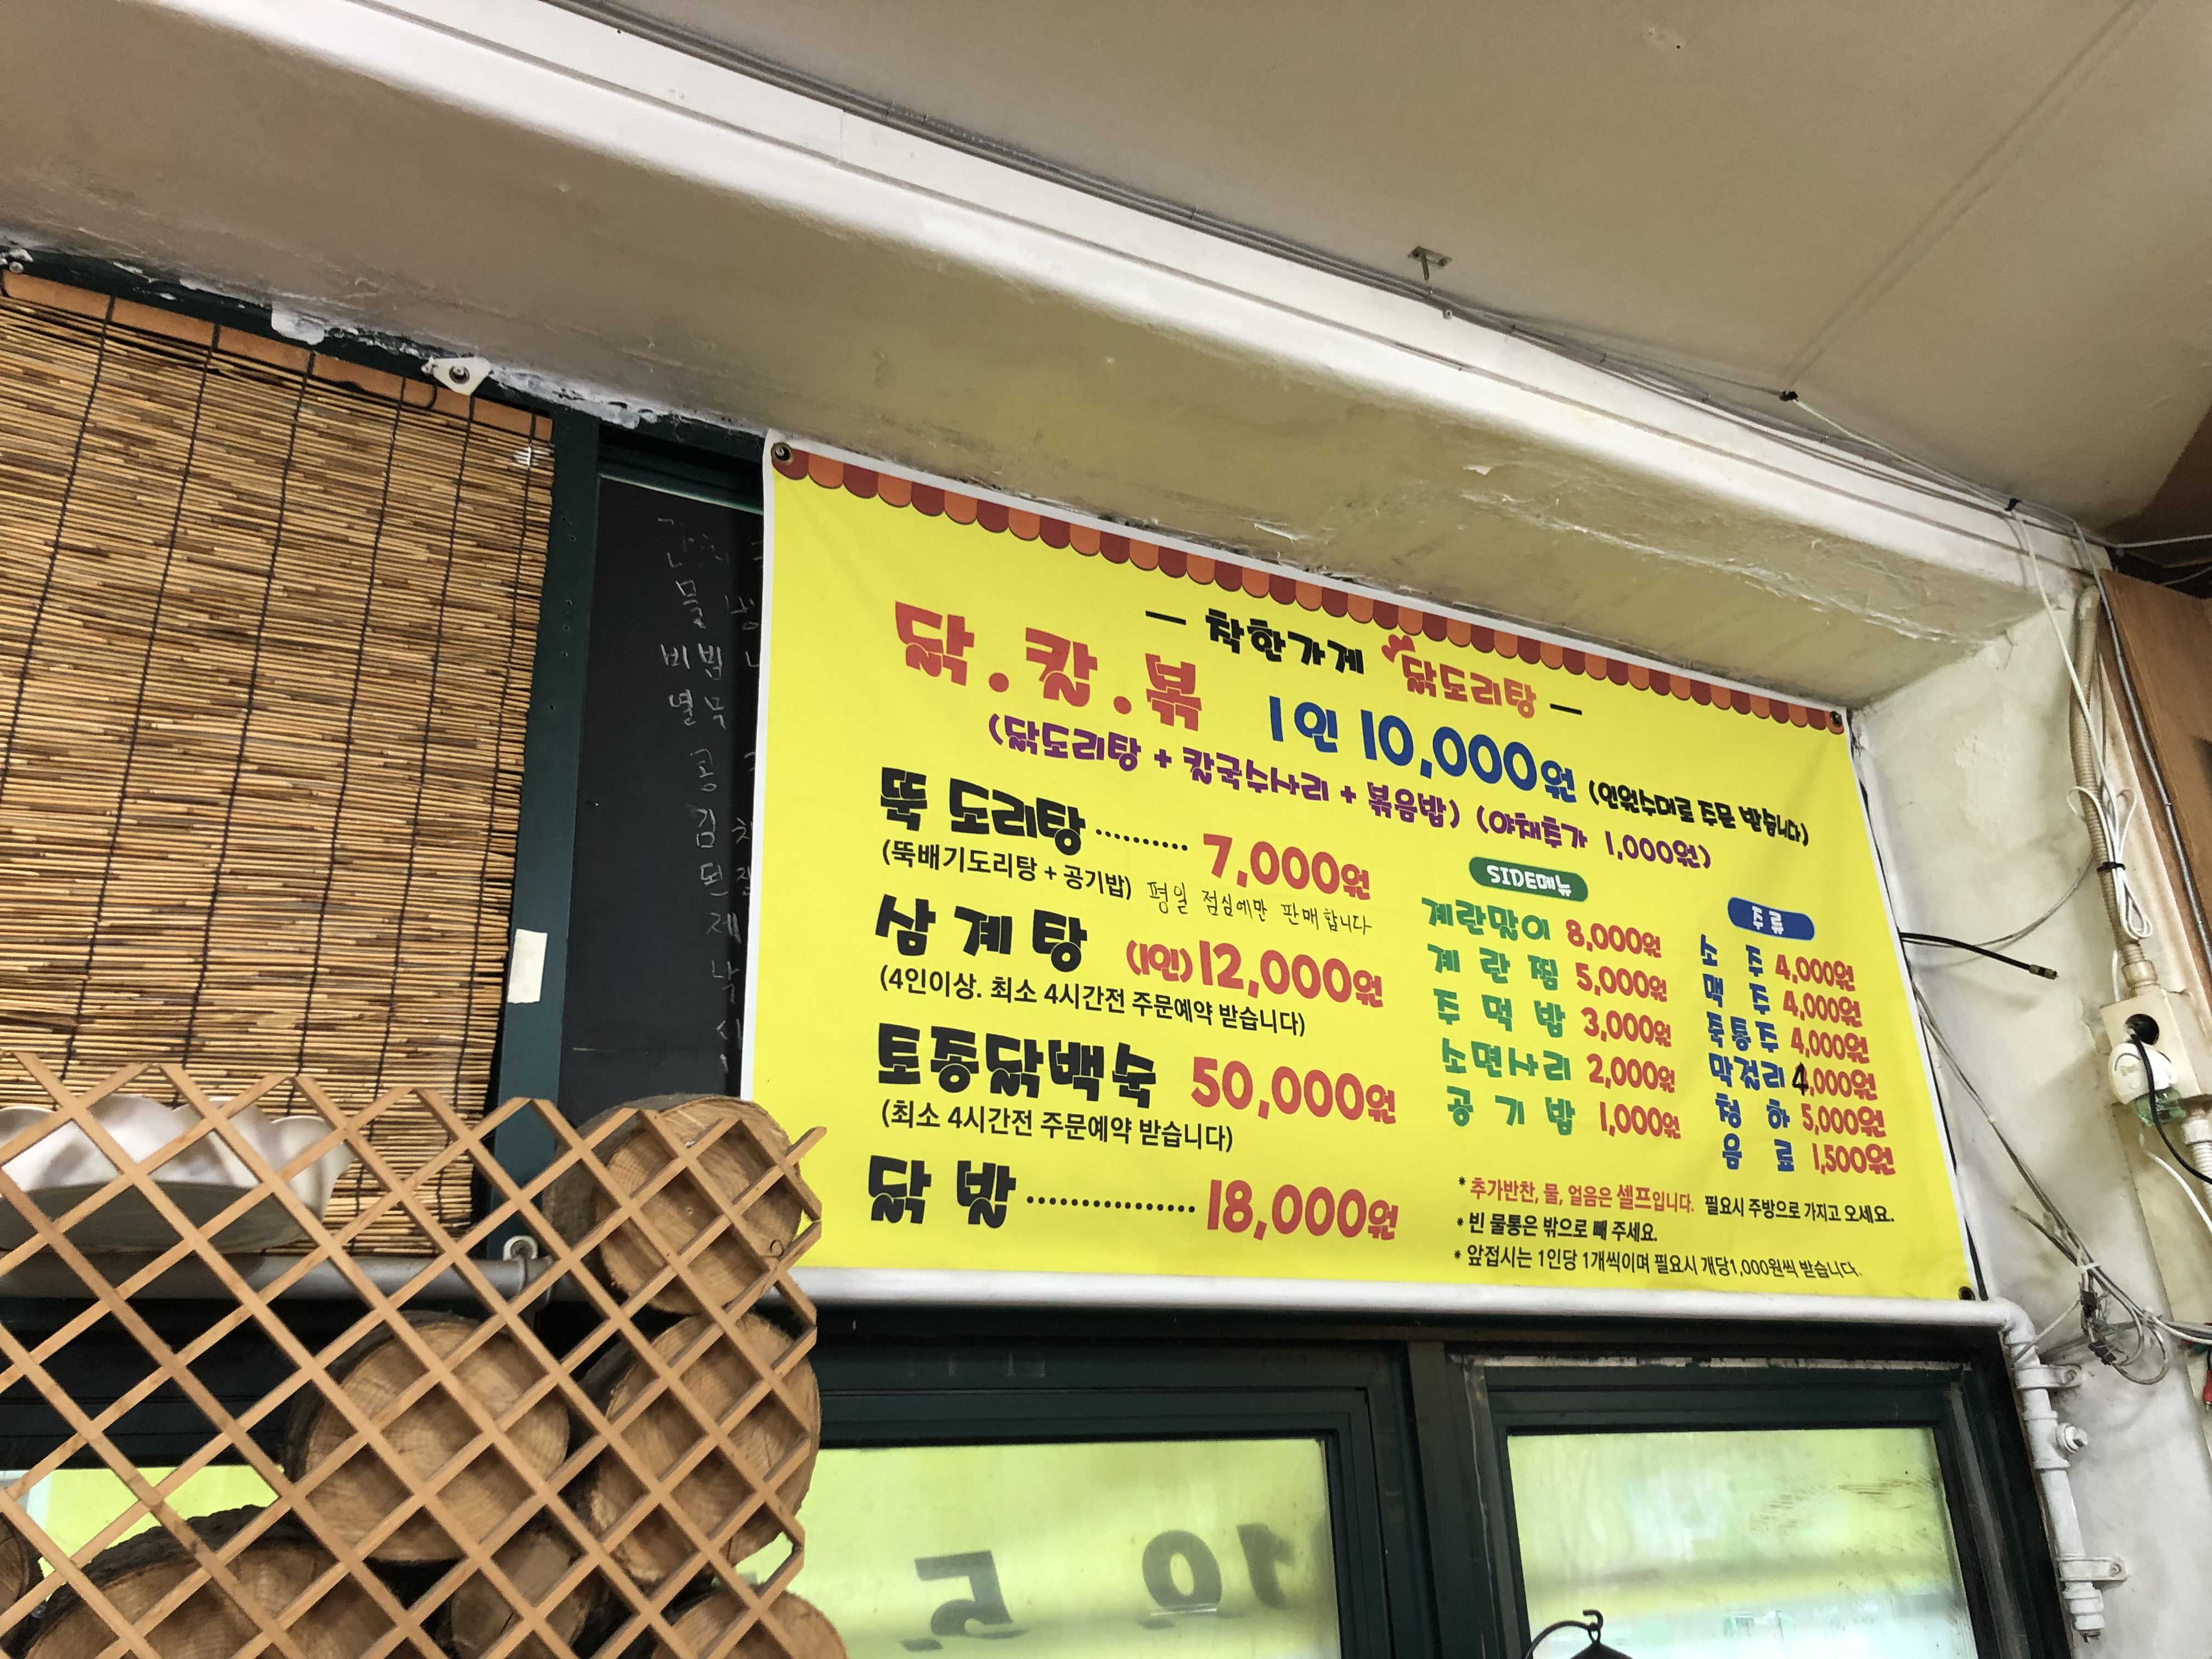 — 착한가게 닭도리탕 —
닭.칼.볶 1인 10,000원 (인원수대로 주문 받습니다)
(닭도리탕 + 칼국수사리 + 볶음밥) (야채추가 1,000원)
뚝 도리탕 ········· 7,000원
(뚝배기도리탕 + 공기밥) 평일 점심에만 판매합니다
삼계탕 (1인) 12,000원
(4인이상. 최소 4시간전 주문예약 받습니다)
토종닭백숙 50,000원
(최소 4시간전 주문예약 받습니다)
닭발 ··············· 18,000원
SIDE메뉴
계란말이 8,000원
계란찜 5,000원
주먹밥 3,000원
소면사리 2,000원
공기밥 1,000원
주류
소주 4,000원
맥주 4,000원
죽통주 4,000원
막걸리 4,000원
청하 5,000원
음료 1,500원
* 추가반찬, 물, 얼음은 셀프입니다. 필요시 주방으로 가지고 오세요.
* 빈 물통은 밖으로 빼 주세요.
* 앞접시는 1인당 1개씩이며 필요시 개당1,000원씩 받습니다.